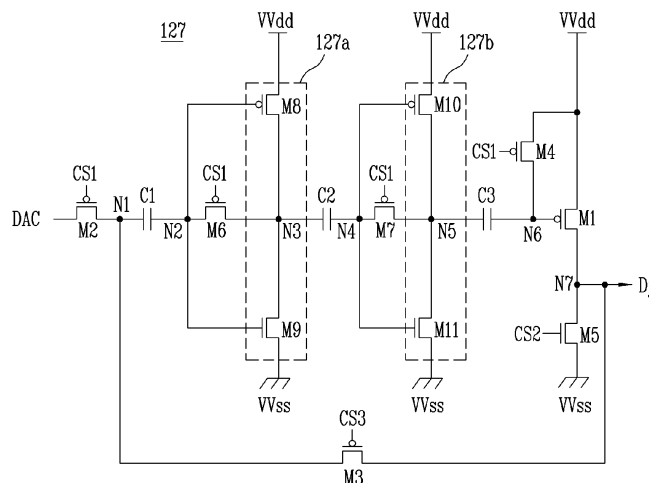 127
VVdd
127a
VVdd
127b
VVdd
M8
M10
CS1
M4
CS1
CS1
CS1
DAC
N1
C1
N2
M2
M6
N3
C2
N4
M7
N5
C3
N6
M1
N7
D
M9
M11
CS2
M5
VVss
VVss
VVss
CS3
M3